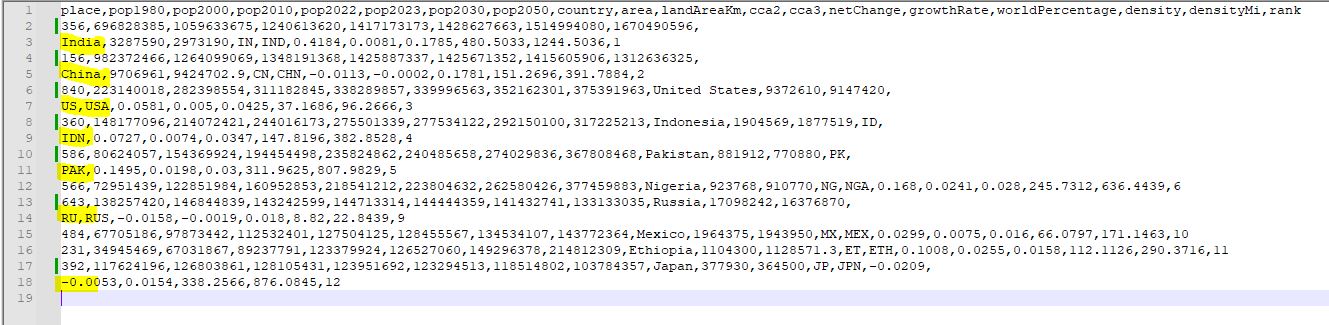 1 place,pop1980,pop2000,pop2010,pop2022,pop2023,pop2030,pop2050,country,area,landAreaKm,cca2,cca3,netChange,growthRate,worldPercentage,density,densityMi,rank
2 356,696828385,1059633675,1240613620,1417173173,1428627663,1514994080,1670490596,
3 India,3287590,2973190,IN,IND,0.4184,0.0081,0.1785,480.5033,1244.5036,1
4 156,982372466,1264099069,1348191368,1425887337,1425671352,1415605906,1312636325,
5 China,9706961,9424702.9,CN,CHN,-0.0113,-0.0002,0.1781,151.2696,391.7884,2
6 840,223140018,282398554,311182845,338289857,339996563,352162301,375391963,United States,9372610,9147420,
7 US,USA,0.0581,0.005,0.0425,37.1686,96.2666,3
8 360,148177096,214072421,244016173,275501339,277534122,292150100,317225213,Indonesia,1904569,1877519,ID,
9 IDN,0.0727,0.0074,0.0347,147.8196,382.8528,4
10 586,80624057,154369924,194454498,235824862,240485658,274029836,367808468,Pakistan,881912,770880,PK,
11 PAK,0.1495,0.0198,0.03,311.9625,807.9829,5
12 566,72951439,122851984,160952853,218541212,223804632,262580426,377459883,Nigeria,923768,910770,NG,NGA,0.168,0.0241,0.028,245.7312,636.4439,6
13 643,138257420,146844839,143242599,144713314,144444359,141432741,133133035,Russia,17098242,16376870,
14 RU,RUS,-0.0158,-0.0019,0.018,8.82,22.8439,9
15 484,67705186,97873442,112532401,127504125,128455567,134534107,143772364,Mexico,1964375,1943950,MX,MEX,0.0299,0.0075,0.016,66.0797,171.1463,10
16 231,34945469,67031867,89237791,123379924,126527060,149296378,214812309,Ethiopia,1104300,1128571.3,ET,ETH,0.1008,0.0255,0.0158,112.1126,290.3716,11
17 392,117624196,126803861,128105431,123951692,123294513,118514802,103784357,Japan,377930,364500,JP,JPN,-0.0209,
18 -0.0053,0.0154,338.2566,876.0845,12
19